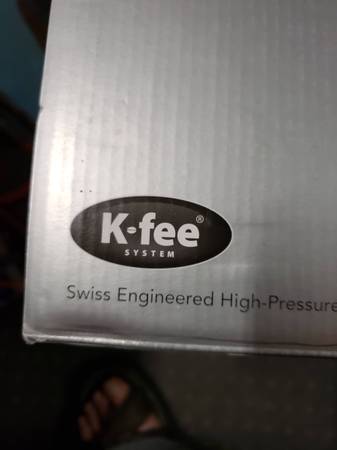 K-fee®
SYSTEM
Swiss Engineered High-Pressure